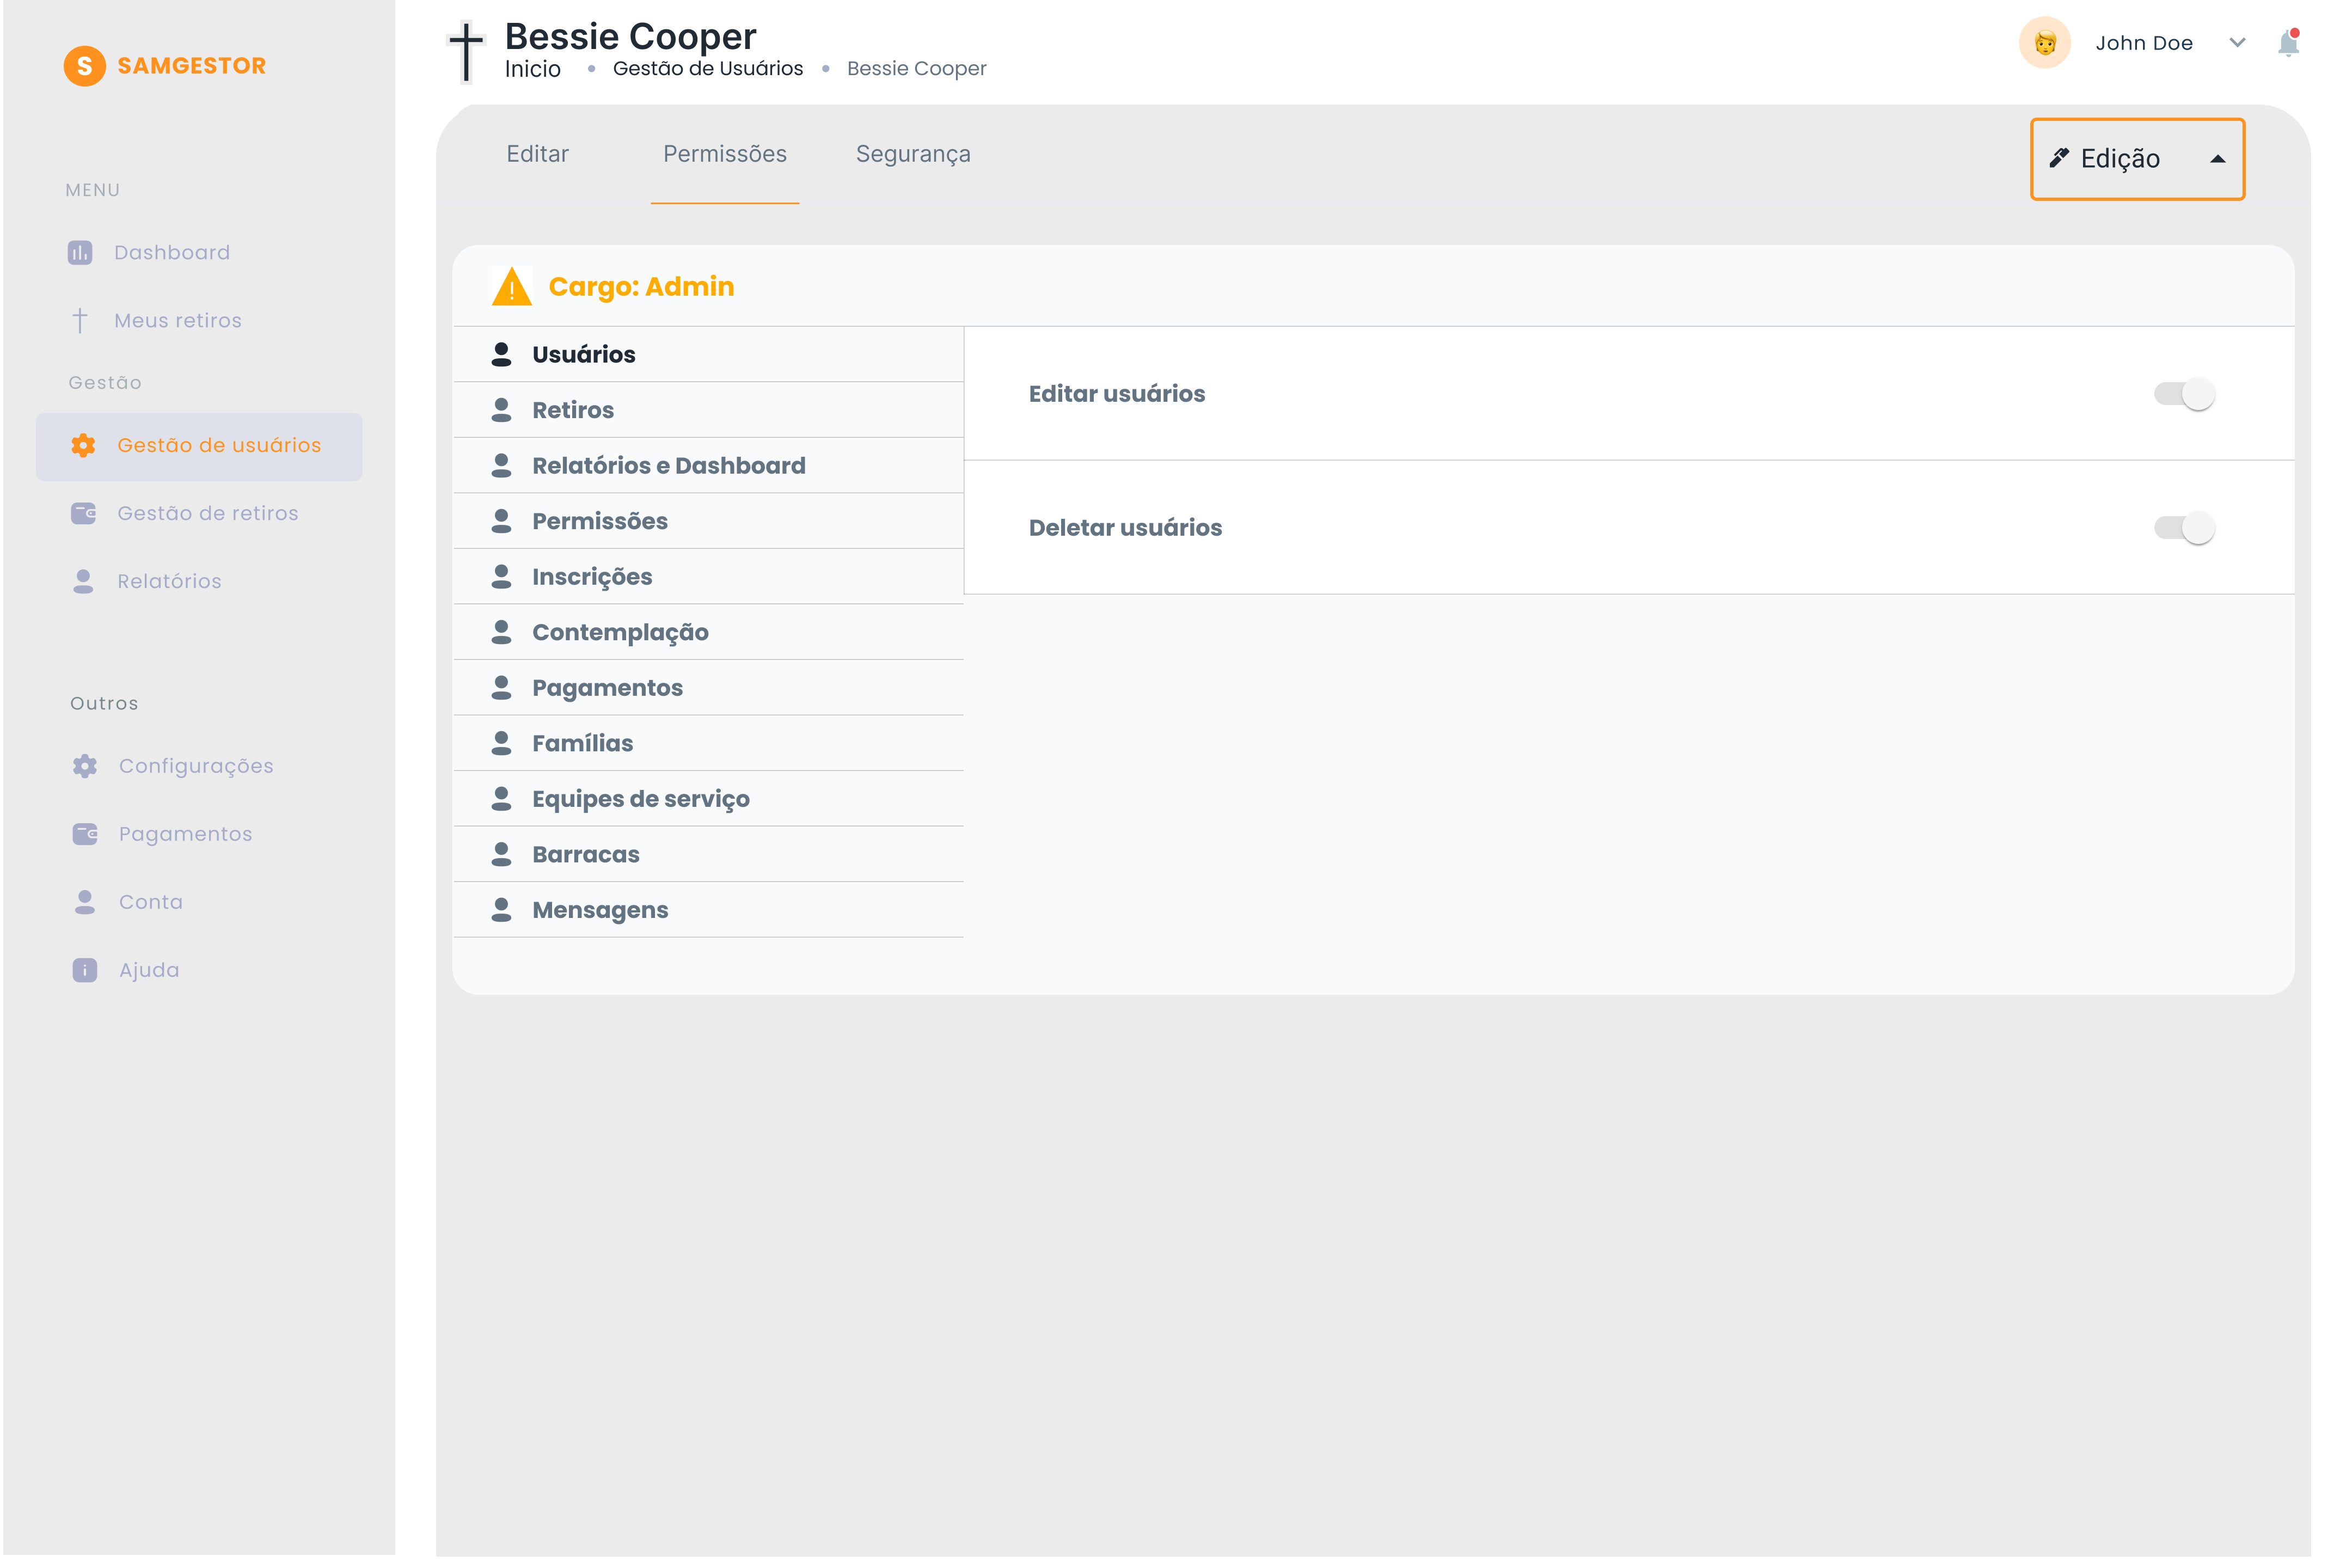 S SAMGESTOR
MENU
Dashboard
Meus retiros
Gestão
Gestão de usuários
Gestão de retiros
Relatórios
Outros
Configurações
Pagamentos
Conta
Ajuda
Bessie Cooper
Inicio • Gestão de Usuários • Bessie Cooper
John Doe
Editar
Permissões
Segurança
Edição
Cargo: Admin
Usuários
Retiros
Relatórios e Dashboard
Permissões
Inscrições
Contemplação
Pagamentos
Famílias
Equipes de serviço
Barracas
Mensagens
Editar usuários
Deletar usuários